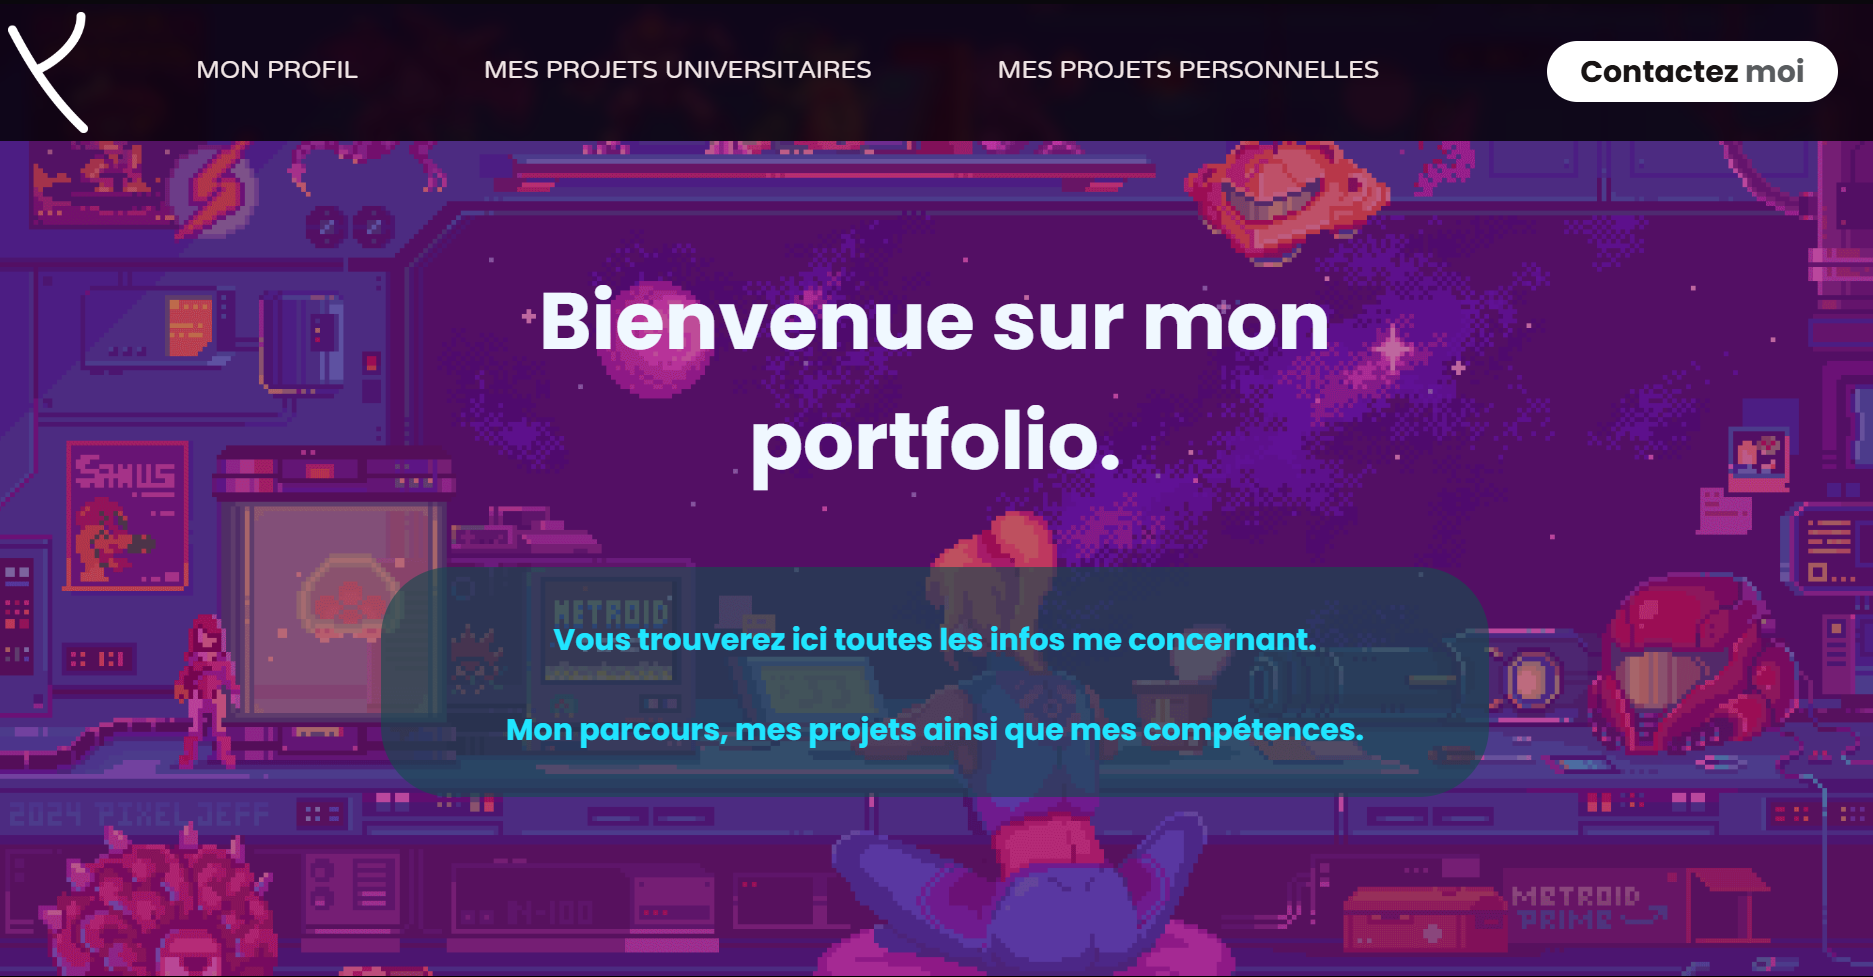 MON PROFIL
MES PROJETS UNIVERSITAIRES
MES PROJETS PERSONNELLES
Contactez moi
Bienvenue sur mon
portfolio.
SAMUS
METROID
Vous trouverez ici toutes les infos me concernant.
Mon parcours, mes projets ainsi que mes compétences.
2024 PIXELJEFF
METROID
PRIME